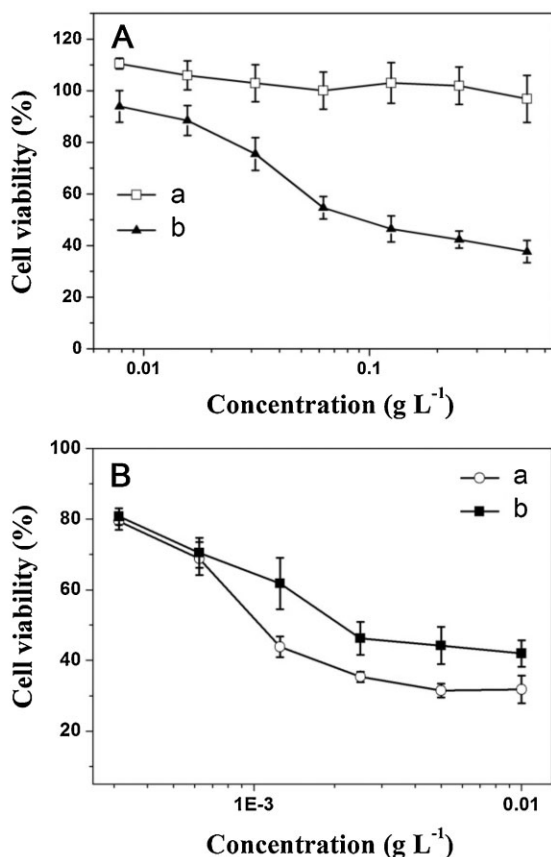 A
120
100
80
60
40
20
0
Cell viability (%)
a
b
0.01 0.1
Concentration (g L⁻¹)
B
100
80
60
40
20
Cell viability (%)
a
b
1E-3 0.01
Concentration (g L⁻¹)